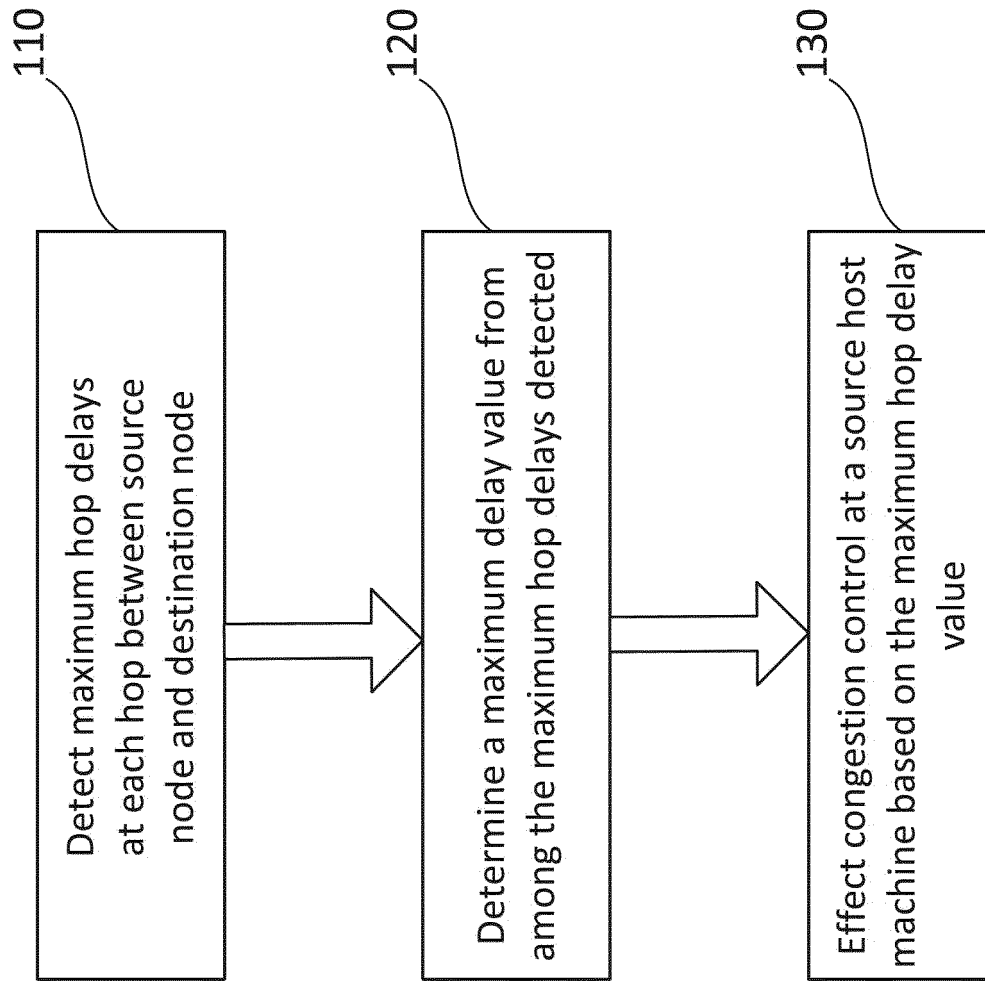 110
Detect maximum hop delays
at each hop between source
node and destination node
120
Determine a maximum delay value from
among the maximum hop delays detected
130
Effect congestion control at a source host
machine based on the maximum hop delay
value